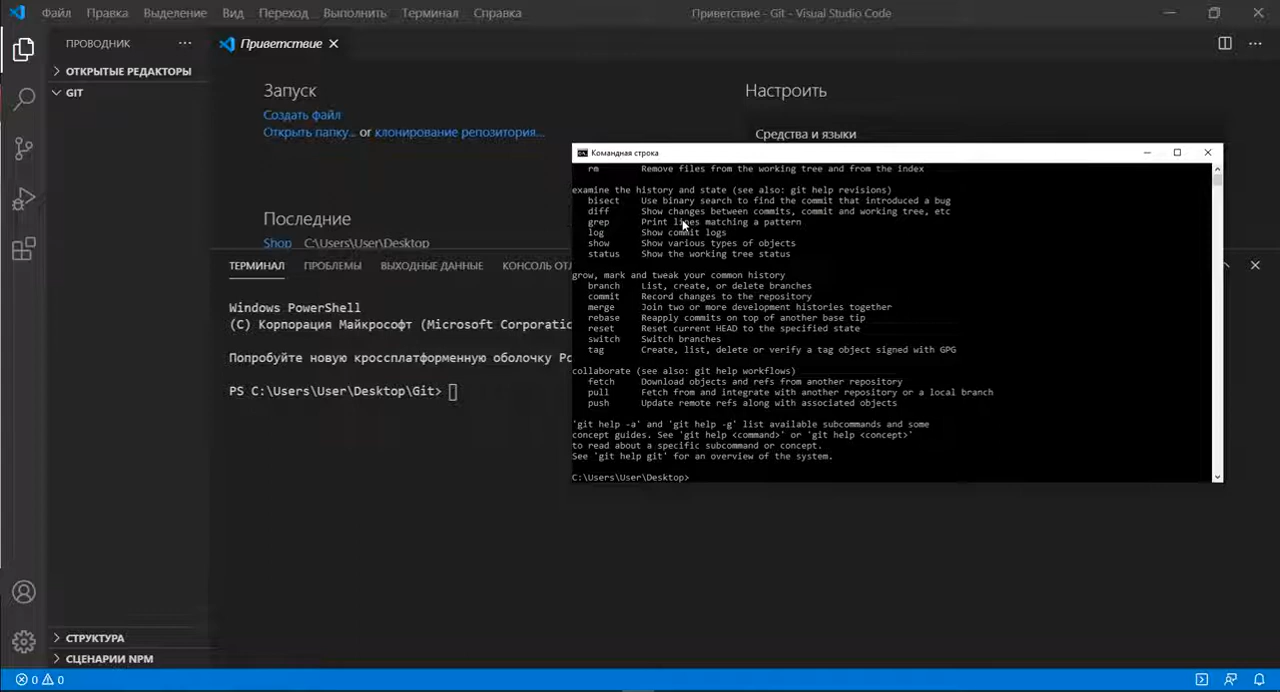 Файл Правка Выделение Вид Переход Выполнить Терминал Справка
Приветствие - Git - Visual Studio Code
ПРОВОДНИК
Приветствие
ОТКРЫТЫЕ РЕДАКТОРЫ
GIT
Запуск
Создать файл
Открыть папку... or клонирование репозитория...
Последние
Shop C:\Users\User\Desktop
Настроить
Средства и языки
ТЕРМИНАЛ ПРОБЛЕМЫ ВЫХОДНЫЕ ДАННЫЕ КОНСОЛЬ ОТЛ
Windows PowerShell
(C) Корпорация Майкрософт (Microsoft Corporatio
Попробуйте новую кроссплатформенную оболочку Po
PS C:\Users\User\Desktop\Git>
Командная строка
rm Remove files from the working tree and from the index
examine the history and state (see also: git help revisions)
bisect Use binary search to find the commit that introduced a bug
diff Show changes between commits, commit and working tree, etc
grep Print lines matching a pattern
log Show commit logs
show Show various types of objects
status Show the working tree status
grow, mark and tweak your common history
branch List, create, or delete branches
commit Record changes to the repository
merge Join two or more development histories together
rebase Reapply commits on top of another base tip
reset Reset current HEAD to the specified state
switch Switch branches
tag Create, list, delete or verify a tag object signed with GPG
collaborate (see also: git help workflows)
fetch Download objects and refs from another repository
pull Fetch from and integrate with another repository or a local branch
push Update remote refs along with associated objects
'git help -a' and 'git help -g' list available subcommands and some
concept guides. See 'git help <command>' or 'git help <concept>'
to read about a specific subcommand or concept.
See 'git help git' for an overview of the system.
C:\Users\User\Desktop>
СТРУКТУРА
СЦЕНАРИИ NPM
0 0